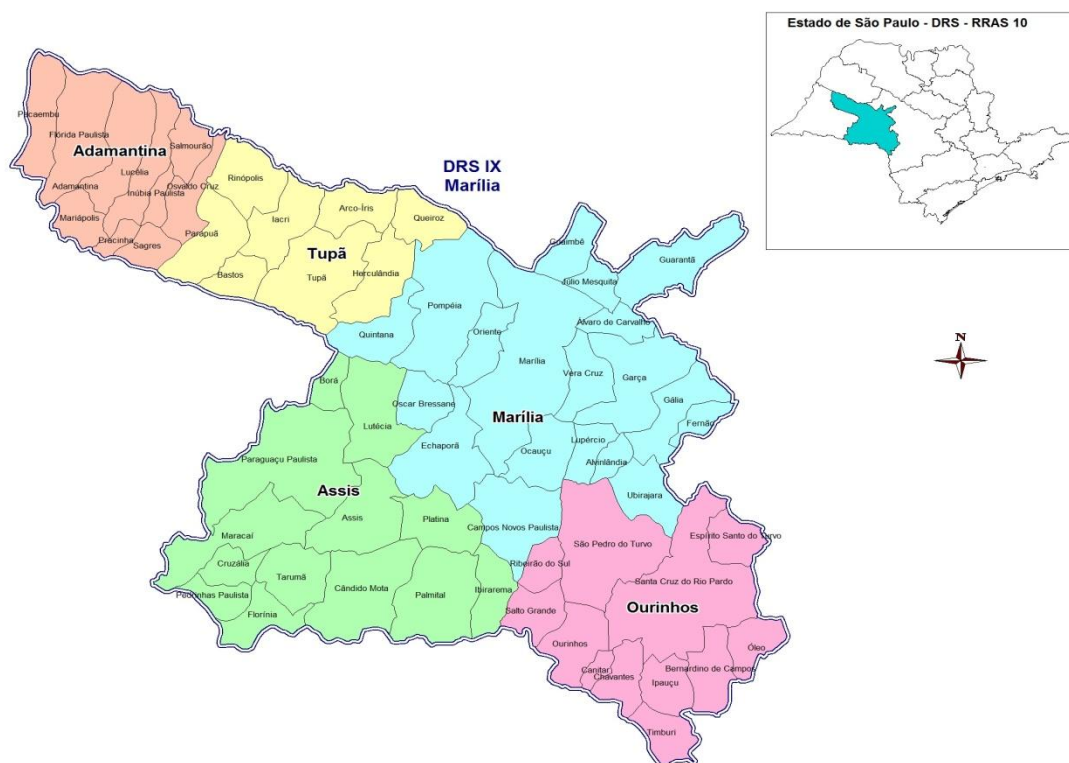 Estado de São Paulo - DRS - RRAS 10
DRS IX
Marília
N
Adamantina
Pacaembu
Flórida Paulista
Salmourão
Lucélia
Adamantina
Inúbia Paulista
Osvaldo Cruz
Mariápolis
Pracinha
Sagres
Tupã
Parapuã
Rinópolis
Iacri
Arco-Íris
Queiroz
Bastos
Tupã
Herculândia
Marília
Guaimbê
Guarantã
Júlio Mesquita
Pompéia
Álvaro de Carvalho
Quintana
Oriente
Marília
Vera Cruz
Garça
Gália
Oscar Bressane
Fernão
Echaporã
Ocauçu
Lupércio
Alvinlândia
Ubirajara
Campos Novos Paulista
Assis
Borá
Lutécia
Paraguaçu Paulista
Assis
Platina
Maracaí
Cruzália
Tarumã
Cândido Mota
Palmital
Ibirarema
Pedrinhas Paulista
Florínia
Ourinhos
São Pedro do Turvo
Espírito Santo do Turvo
Ribeirão do Sul
Santa Cruz do Rio Pardo
Salto Grande
Ourinhos
Canitar
Chavantes
Ipauçu
Bernardino de Campos
Óleo
Timburi